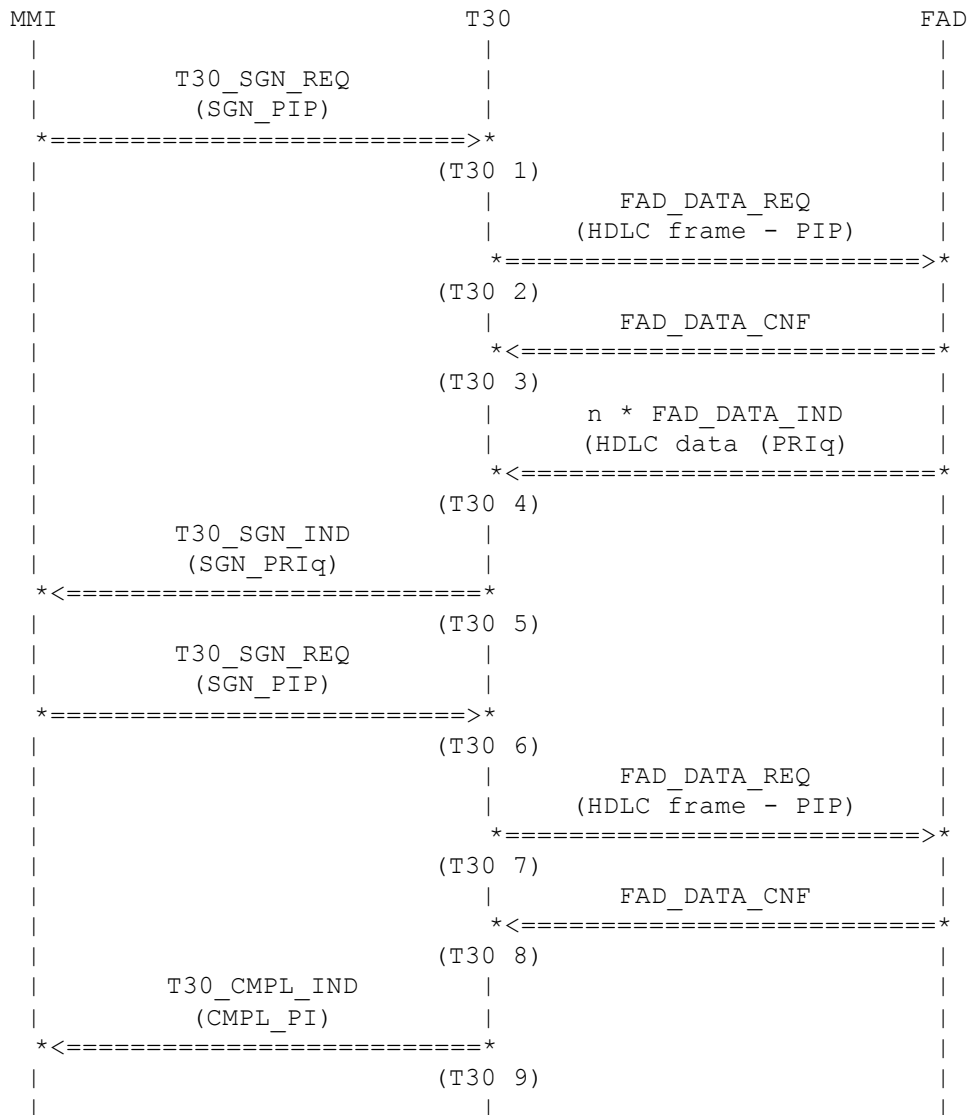 MMI T30 FAD
| | |
| T30_SGN_REQ | |
| (SGN_PIP) | |
*==========================>* |
| (T30 1) |
| | FAD_DATA_REQ |
| | (HDLC frame - PIP) |
| *==========================>*
| (T30 2) |
| | FAD_DATA_CNF |
| *<==========================*
| (T30 3) |
| | n * FAD_DATA_IND |
| | (HDLC data (PRIq) |
| *<==========================*
| (T30 4) |
| T30_SGN_IND | |
| (SGN_PRIq) | |
*<==========================* |
| (T30 5) |
| T30_SGN_REQ | |
| (SGN_PIP) | |
*==========================>* |
| (T30 6) |
| | FAD_DATA_REQ |
| | (HDLC frame - PIP) |
| *==========================>*
| (T30 7) |
| | FAD_DATA_CNF |
| *<==========================*
| (T30 8) |
| T30_CMPL_IND | |
| (CMPL_PI) | |
*<==========================* |
| (T30 9) |
| | |